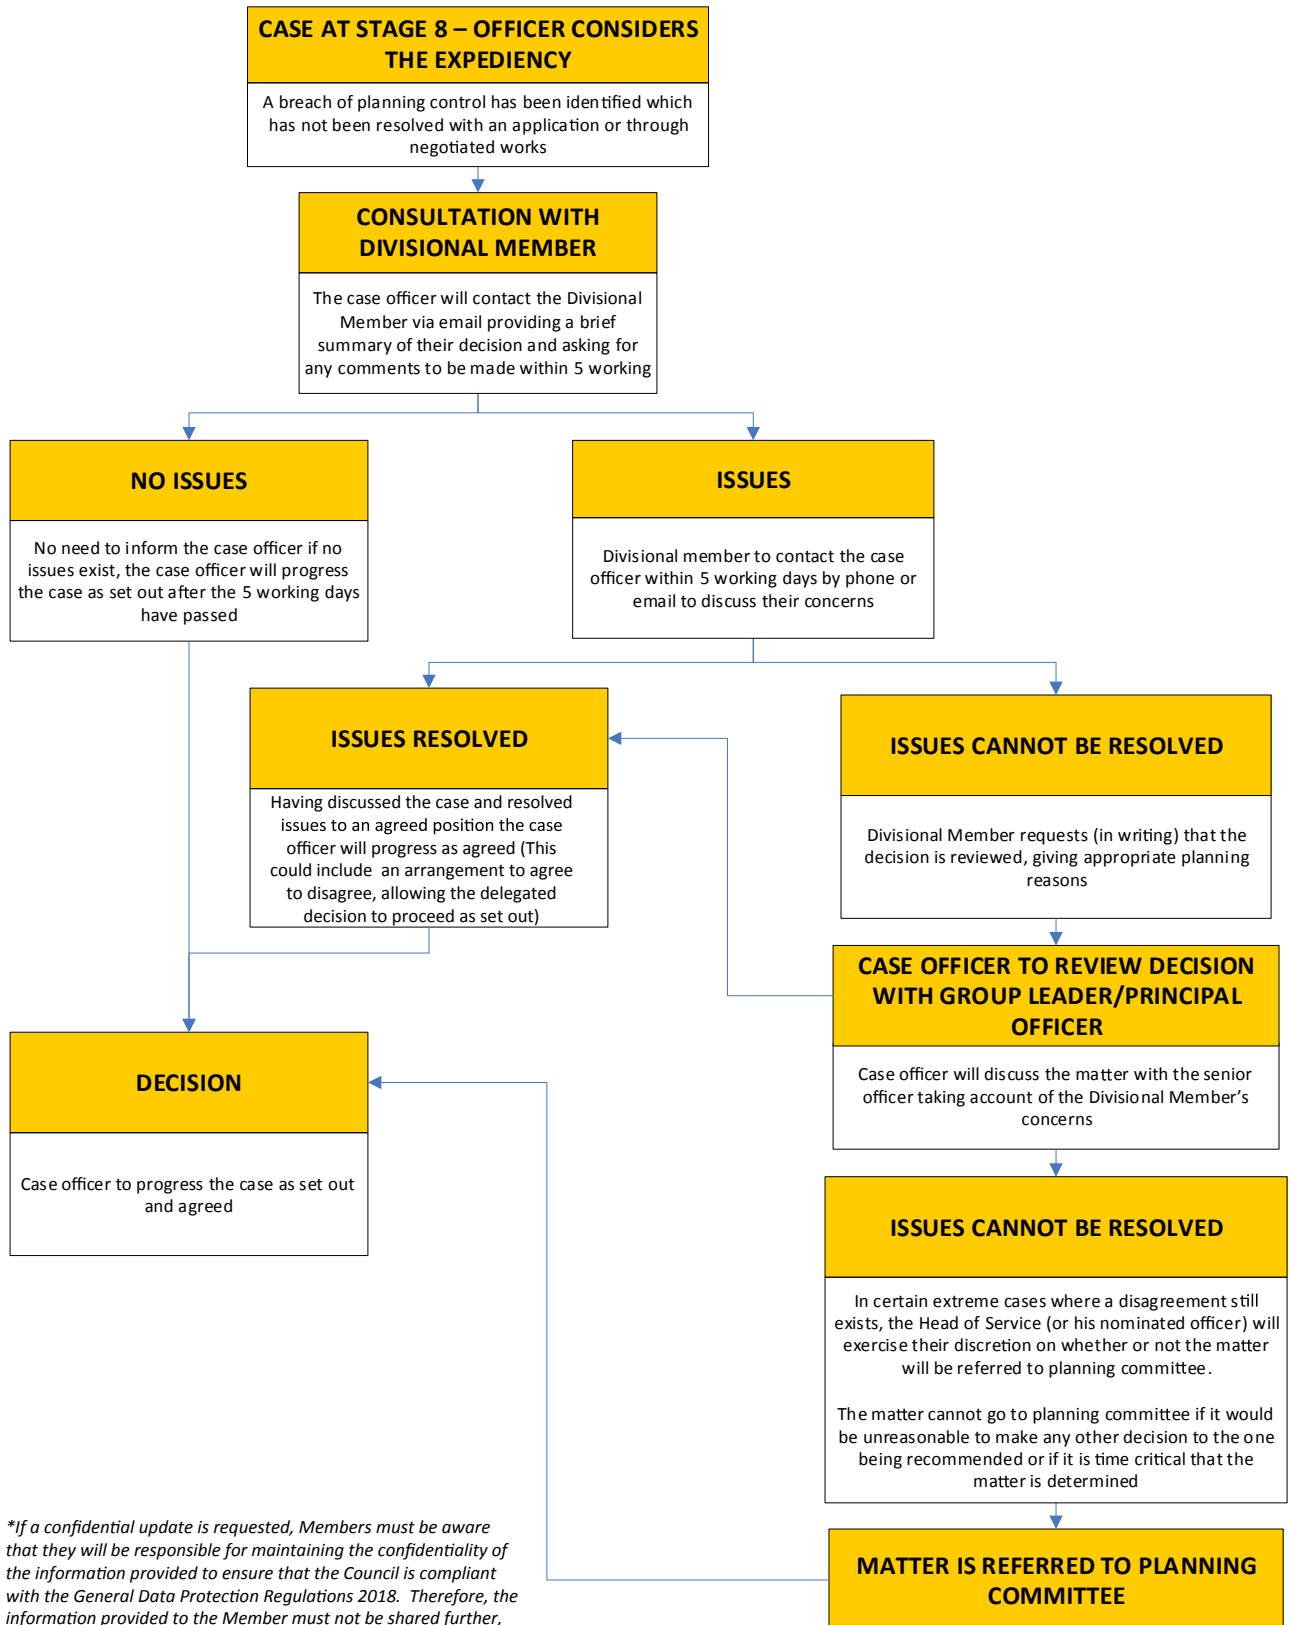 CASE AT STAGE 8 – OFFICER CONSIDERS
THE EXPEDIENCY
A breach of planning control has been identified which
has not been resolved with an application or through
negotiated works
CONSULTATION WITH
DIVISIONAL MEMBER
The case officer will contact the Divisional
Member via email providing a brief
summary of their decision and asking for
any comments to be made within 5 working
NO ISSUES
No need to inform the case officer if no
issues exist, the case officer will progress
the case as set out after the 5 working days
have passed
ISSUES
Divisional member to contact the case
officer within 5 working days by phone or
email to discuss their concerns
ISSUES RESOLVED
Having discussed the case and resolved
issues to an agreed position the case
officer will progress as agreed (This
could include an arrangement to agree
to disagree, allowing the delegated
decision to proceed as set out)
ISSUES CANNOT BE RESOLVED
Divisional Member requests (in writing) that the
decision is reviewed, giving appropriate planning
reasons
CASE OFFICER TO REVIEW DECISION
WITH GROUP LEADER/PRINCIPAL
OFFICER
Case officer will discuss the matter with the senior
officer taking account of the Divisional Member’s
concerns
DECISION
Case officer to progress the case as set out
and agreed
ISSUES CANNOT BE RESOLVED
In certain extreme cases where a disagreement still
exists, the Head of Service (or his nominated officer) will
exercise their discretion on whether or not the matter
will be referred to planning committee.
The matter cannot go to planning committee if it would
be unreasonable to make any other decision to the one
being recommended or if it is time critical that the
matter is determined
MATTER IS REFERRED TO PLANNING
COMMITTEE
*If a confidential update is requested, Members must be aware
that they will be responsible for maintaining the confidentiality of
the information provided to ensure that the Council is compliant
with the General Data Protection Regulations 2018. Therefore, the
information provided to the Member must not be shared further,